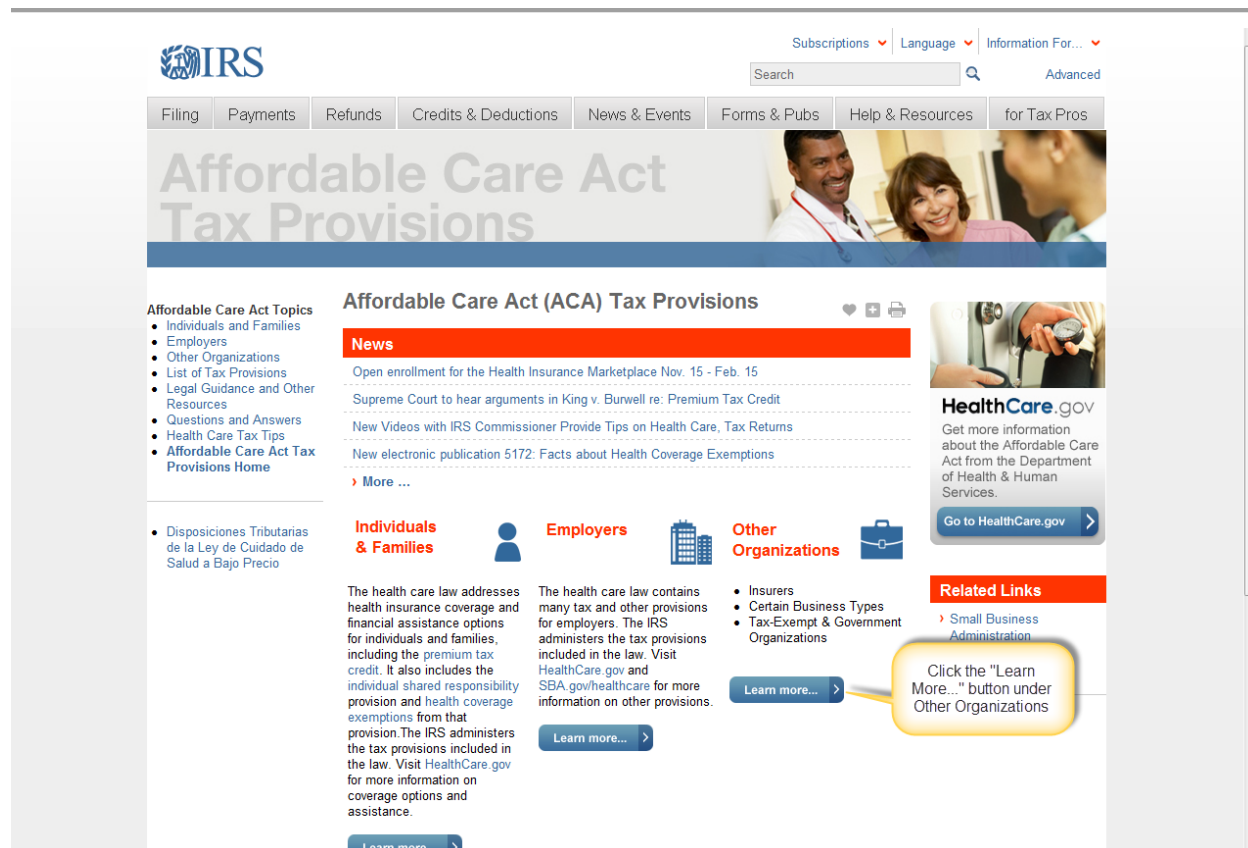 IRS
Subscriptions Language Information For...
Search Advanced
Filing Payments Refunds Credits & Deductions News & Events Forms & Pubs Help & Resources for Tax Pros
Affordable Care Act
Tax Provisions
Affordable Care Act Topics
Individuals and Families
Employers
Other Organizations
List of Tax Provisions
Legal Guidance and Other
Resources
Questions and Answers
Health Care Tax Tips
Affordable Care Act Tax
Provisions Home
Disposiciones Tributarias
de la Ley de Cuidado de
Salud a Bajo Precio
Affordable Care Act (ACA) Tax Provisions
News
Open enrollment for the Health Insurance Marketplace Nov. 15 - Feb. 15
Supreme Court to hear arguments in King v. Burwell re: Premium Tax Credit
New Videos with IRS Commissioner Provide Tips on Health Care, Tax Returns
New electronic publication 5172: Facts about Health Coverage Exemptions
More ...
Individuals
& Families
The health care law addresses
health insurance coverage and
financial assistance options
for individuals and families,
including the premium tax
credit. It also includes the
individual shared responsibility
provision and health coverage
exemptions from that
provision.The IRS administers
the tax provisions included in
the law. Visit HealthCare.gov
for more information on
coverage options and
assistance.
Learn more...
Employers
The health care law contains
many tax and other provisions
for employers. The IRS
administers the tax provisions
included in the law. Visit
HealthCare.gov and
SBA.gov/healthcare for more
information on other provisions.
Learn more...
Other
Organizations
Insurers
Certain Business Types
Tax-Exempt & Government
Organizations
Learn more...
HealthCare.gov
Get more information
about the Affordable Care
Act from the Department
of Health & Human
Services.
Go to HealthCare.gov
Related Links
Small Business
Administration
Click the "Learn
More..." button under
Other Organizations